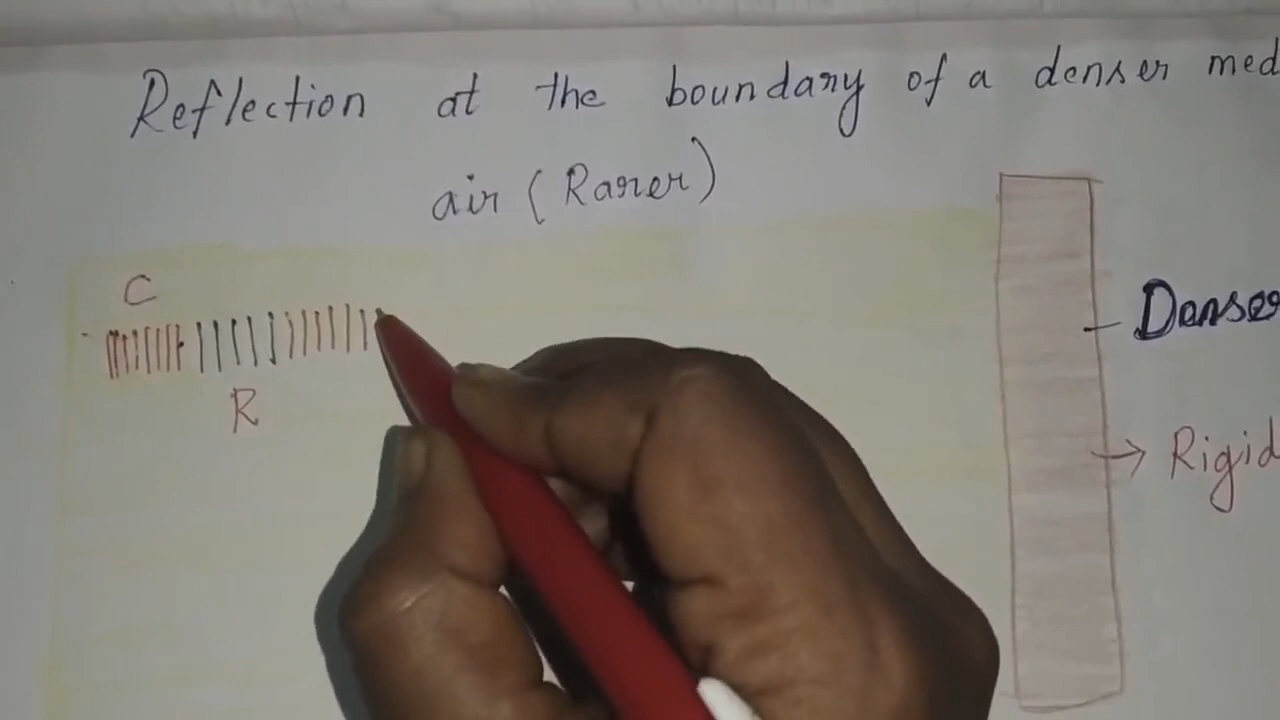 Reflection at the boundary of a denser med
air (Rarer)
C
R
Denser
Rigid